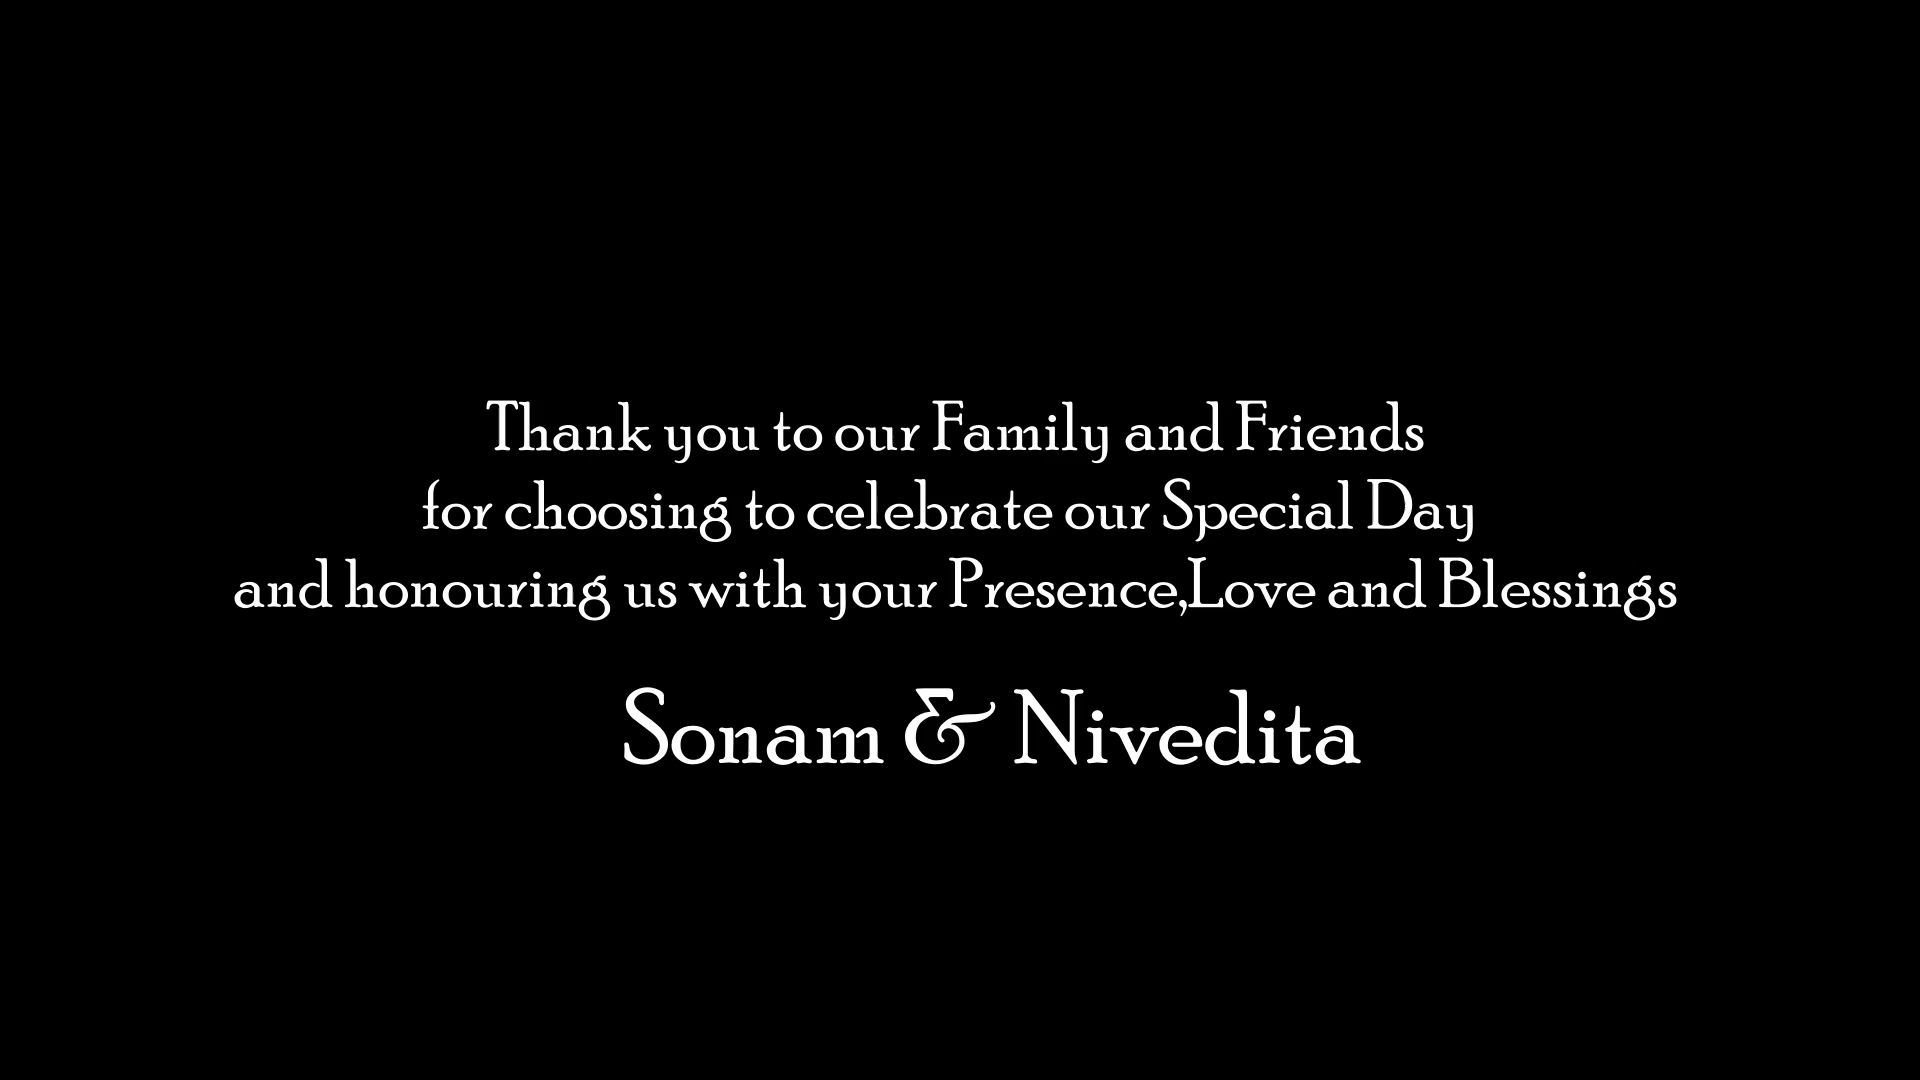 Thank you to our Family and Friends
for choosing to celebrate our Special Day
and honouring us with your Presence,Love and Blessings
Sonam & Nivedita